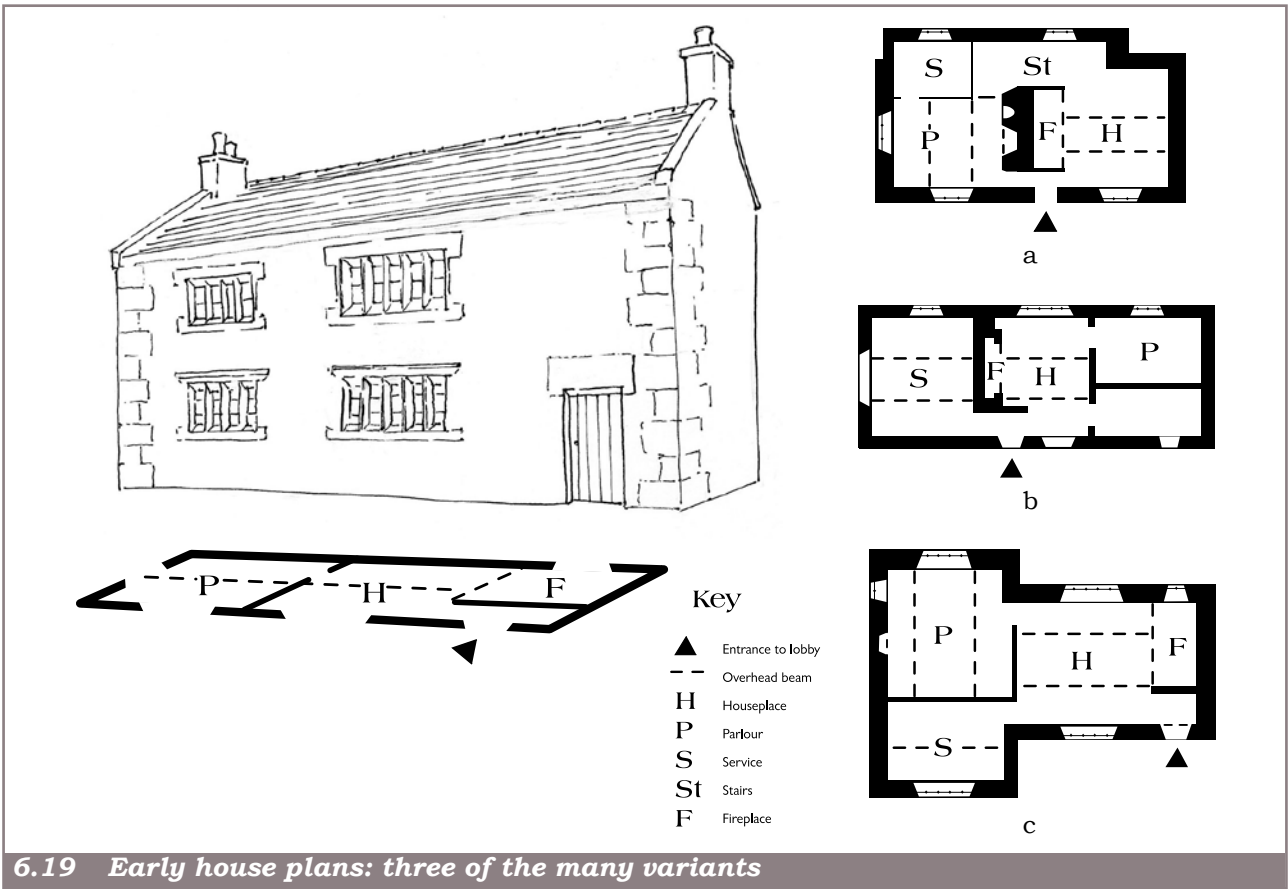 S
St
P
F
H
a
S
F
H
P
b
P
H
F
S
c
P
H
F
Key
Entrance to lobby
Overhead beam
H Houseplace
P Parlour
S Service
St Stairs
F Fireplace
6.19 Early house plans: three of the many variants